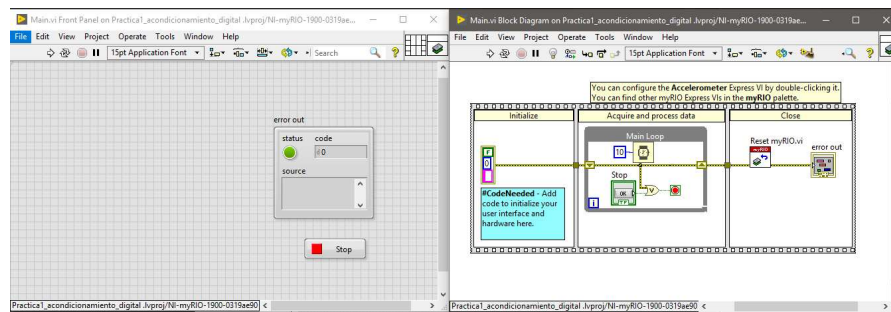 Main.vi Front Panel on Practica1_acondicionamiento_digital .lvproj/NI-myRIO-1900-0319ae...
File Edit View Project Operate Tools Window Help
15pt Application Font
Search
error out
status code
0
source
Stop
Practica1_acondicionamiento_digital .lvproj/NI-myRIO-1900-0319ae90
Main.vi Block Diagram on Practica1_acondicionamiento_digital .lvproj/NI-myRIO-1900-0319ae...
File Edit View Project Operate Tools Window Help
15pt Application Font
You can configure the Accelerometer Express VI by double-clicking it.
You can find other myRIO Express VIs in the myRIO palette.
Initialize
Acquire and process data
Close
Main Loop
10
F
0
Stop
OK
TF
i
#CodeNeeded - Add
code to initialize your
user interface and
hardware here.
Reset myRIO.vi
myRIO
error out
Practica1_acondicionamiento_digital .lvproj/NI-myRIO-1900-0319ae90